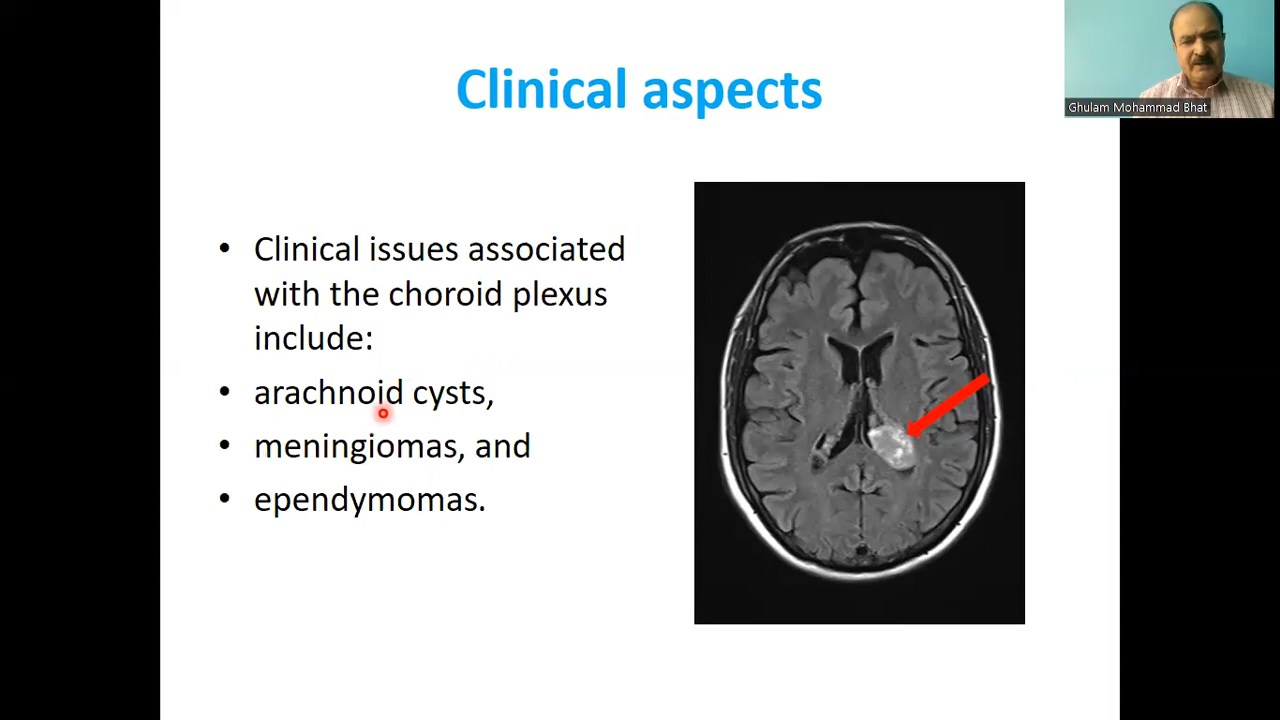 Clinical aspects
Ghulam Mohammad Bhat
• Clinical issues associated
with the choroid plexus
include:
• arachnoid cysts,
• meningiomas, and
• ependymomas.